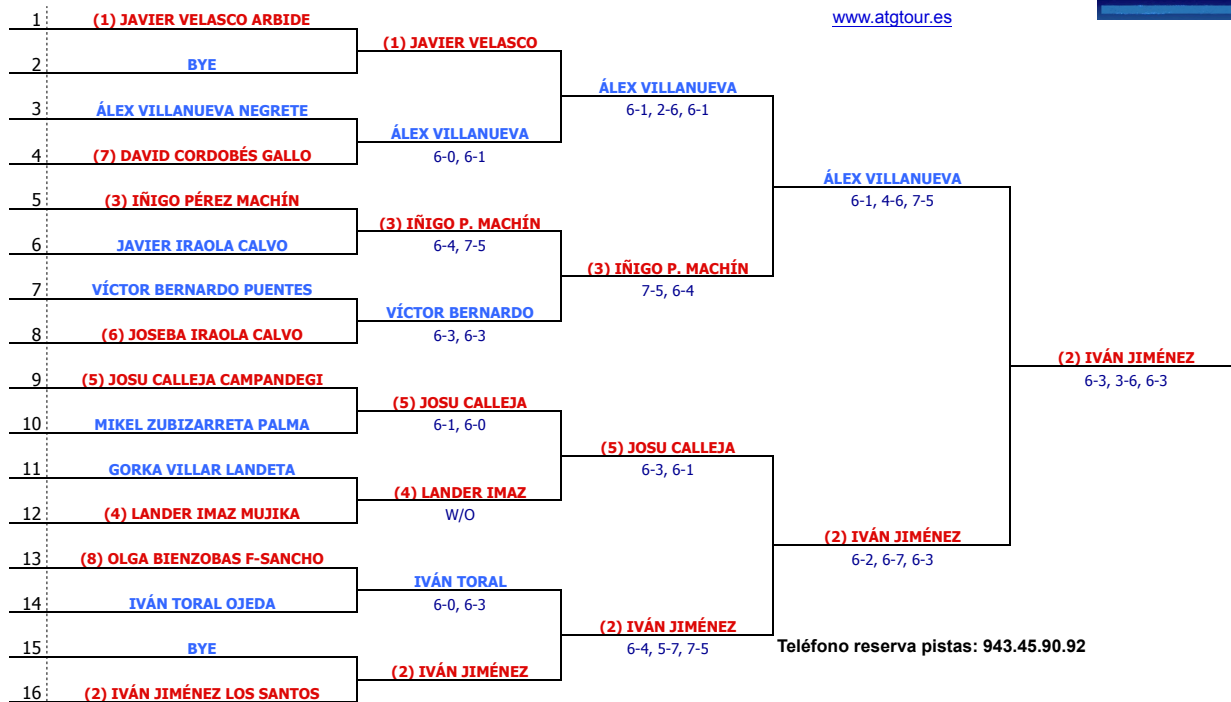 www.atgtour.es
1 (1) JAVIER VELASCO ARBIDE
(1) JAVIER VELASCO
2 BYE
ÁLEX VILLANUEVA
6-1, 2-6, 6-1
3 ÁLEX VILLANUEVA NEGRETE
ÁLEX VILLANUEVA
6-0, 6-1
4 (7) DAVID CORDOBÉS GALLO
ÁLEX VILLANUEVA
6-1, 4-6, 7-5
5 (3) IÑIGO PÉREZ MACHÍN
(3) IÑIGO P. MACHÍN
6-4, 7-5
6 JAVIER IRAOLA CALVO
(3) IÑIGO P. MACHÍN
7-5, 6-4
7 VÍCTOR BERNARDO PUENTES
VÍCTOR BERNARDO
6-3, 6-3
8 (6) JOSEBA IRAOLA CALVO
(2) IVÁN JIMÉNEZ
6-3, 3-6, 6-3
9 (5) JOSU CALLEJA CAMPANDEGI
(5) JOSU CALLEJA
6-1, 6-0
10 MIKEL ZUBIZARRETA PALMA
(5) JOSU CALLEJA
6-3, 6-1
11 GORKA VILLAR LANDETA
(4) LANDER IMAZ
W/O
12 (4) LANDER IMAZ MUJIKA
(2) IVÁN JIMÉNEZ
6-2, 6-7, 6-3
13 (8) OLGA BIENZOBAS F-SANCHO
IVÁN TORAL
6-0, 6-3
14 IVÁN TORAL OJEDA
(2) IVÁN JIMÉNEZ
6-4, 5-7, 7-5
Teléfono reserva pistas: 943.45.90.92
15 BYE
(2) IVÁN JIMÉNEZ
16 (2) IVÁN JIMÉNEZ LOS SANTOS